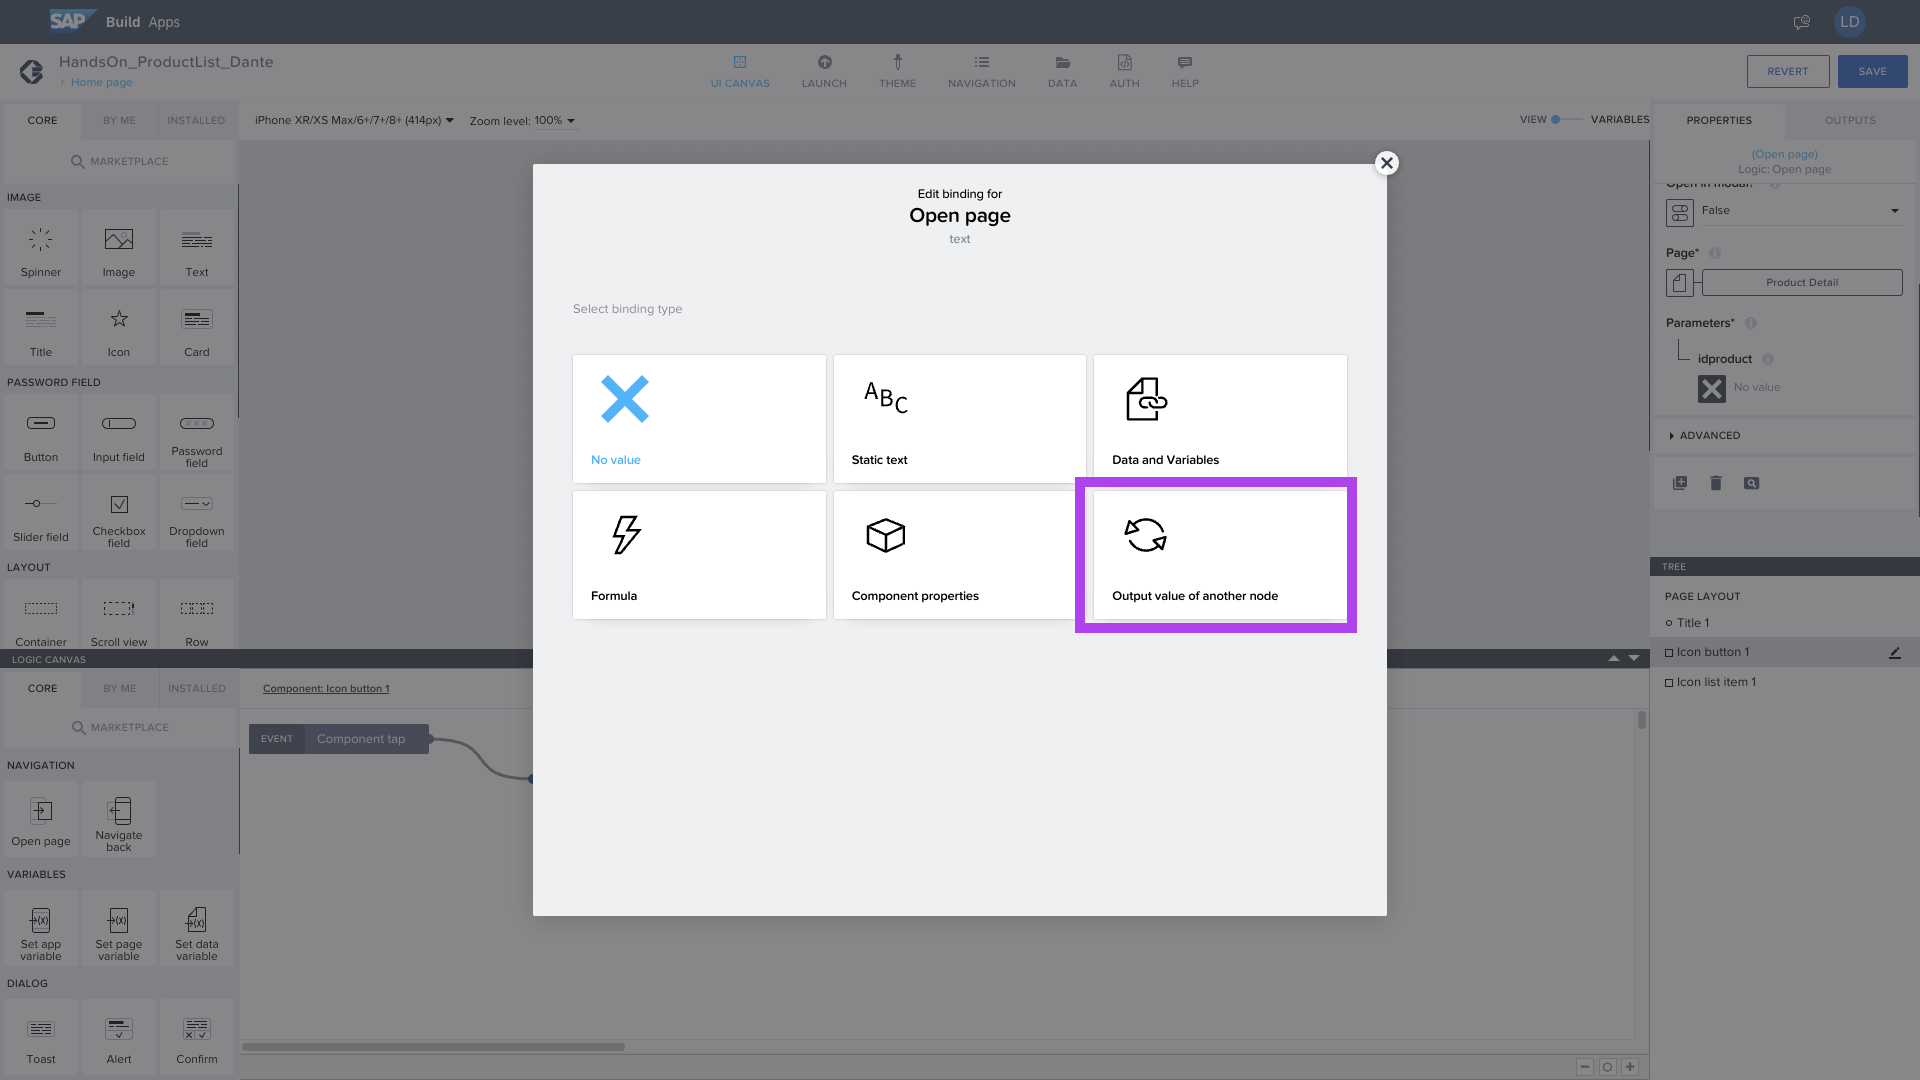 SAP Build Apps
LD
HandsOn_ProductList_Dante
Home page
UI CANVAS
LAUNCH
THEME
NAVIGATION
DATA
AUTH
HELP
REVERT
SAVE
CORE
BY ME
INSTALLED
iPhone XR/XS Max/6+/7+/8+ (414px)
Zoom level: 100%
VIEW
VARIABLES
PROPERTIES
OUTPUTS
MARKETPLACE
IMAGE
Spinner
Image
Text
Title
Icon
Card
PASSWORD FIELD
Button
Input field
Password
field
Slider field
Checkbox
field
Dropdown
field
LAYOUT
Container
Scroll view
Row
Edit binding for
Open page
text
Select binding type
No value
ABC
Static text
Data and Variables
Formula
Component properties
Output value of another node
(Open page)
Logic: Open page
Open in modal?
False
Page*
Product Detail
Parameters*
idproduct
No value
ADVANCED
TREE
PAGE LAYOUT
Title 1
Icon button 1
Icon list item 1
LOGIC CANVAS
CORE
BY ME
INSTALLED
Component: Icon button 1
MARKETPLACE
EVENT
Component tap
NAVIGATION
Open page
Navigate
back
VARIABLES
(X)
(X)
(X)
Set app
variable
Set page
variable
Set data
variable
DIALOG
Toast
Alert
Confirm